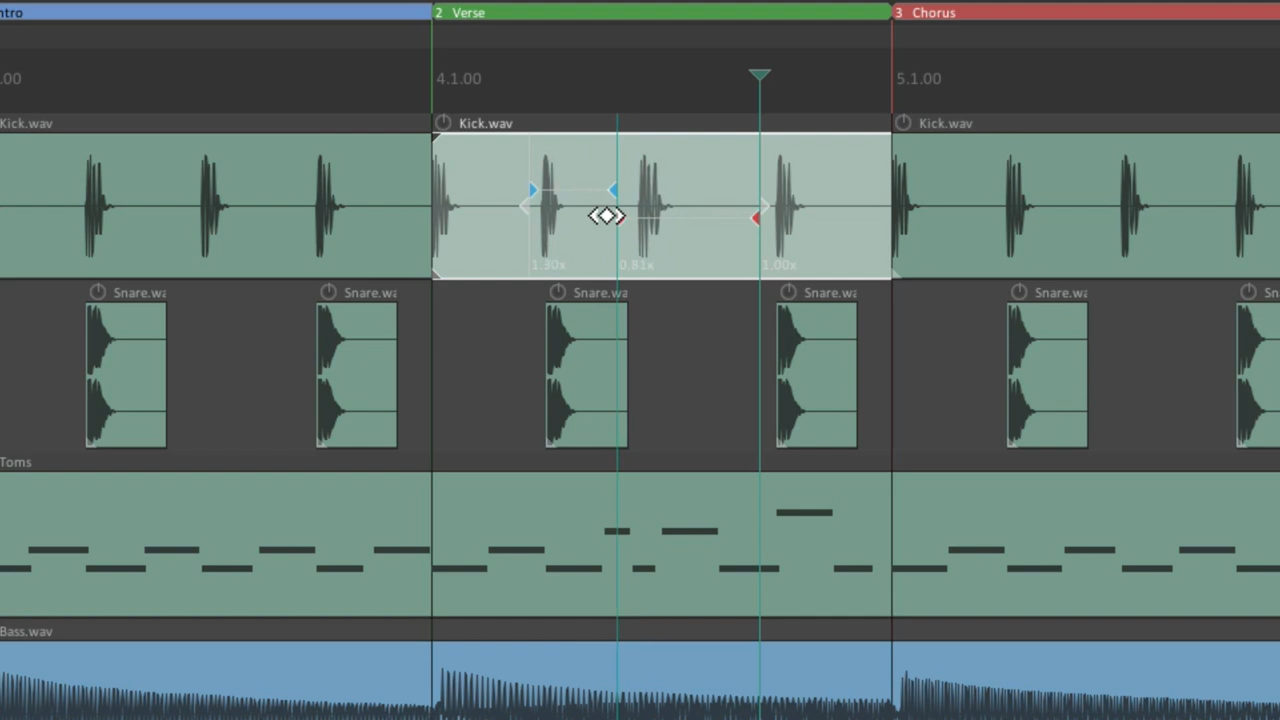 ntro
2 Verse
3 Chorus
.00
4.1.00
5.1.00
Kick.wav
Kick.wav
Kick.wav
1.30x
0.81x
1.00x
Snare.wa
Snare.wa
Snare.wa
Snare.wa
Snare.wa
Sn
Toms
Bass.wav